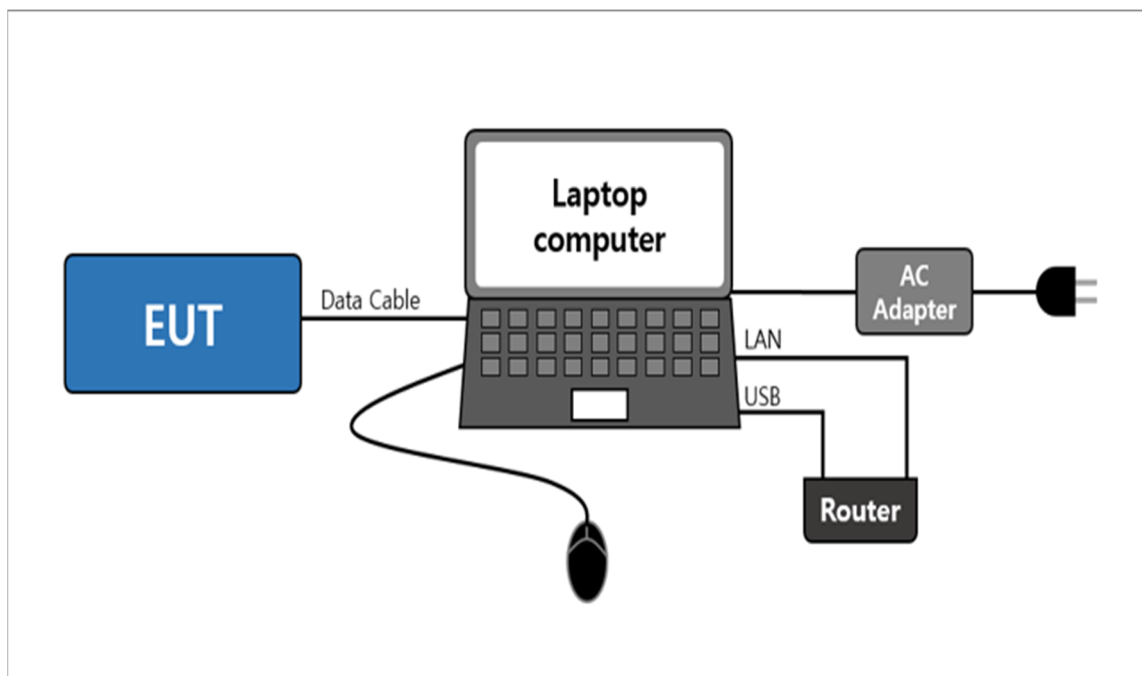 Laptop
computer
EUT
Data Cable
AC
Adapter
LAN
USB
Router